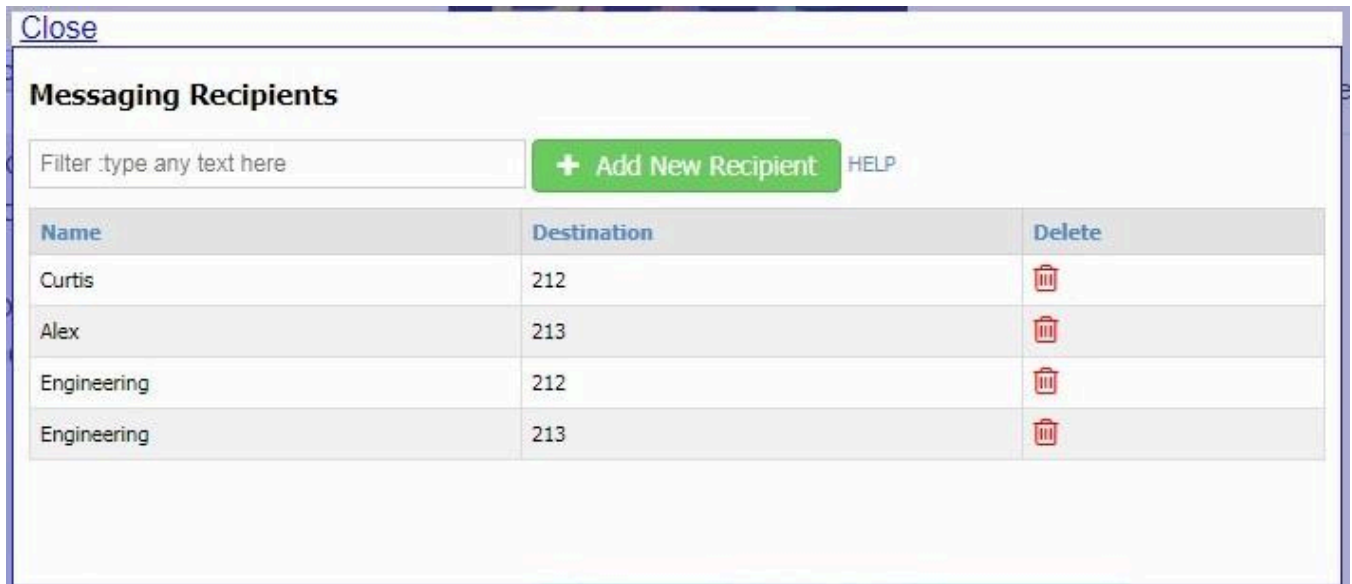 Close
Messaging Recipients
Filter :type any text here + Add New Recipient HELP
Name Destination Delete
Curtis 212
Alex 213
Engineering 212
Engineering 213